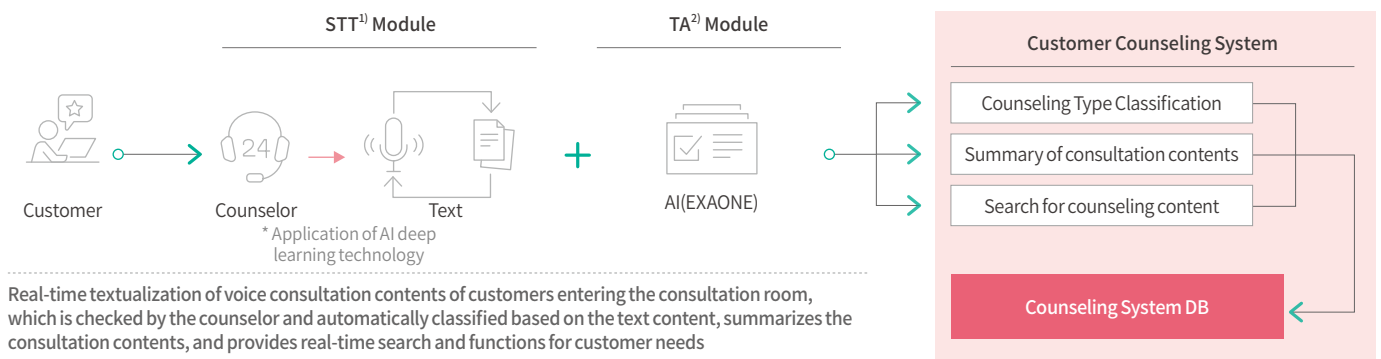 STT1) Module
TA2) Module
Customer Counseling System
Counseling Type Classification
24
Summary of consultation contents
AI(EXAONE)
Search for counseling content
Customer
Counselor
Text
* Application of AI deep
learning technology
Real-time textualization of voice consultation contents of customers entering the consultation room,
which is checked by the counselor and automatically classified based on the text content, summarizes the
consultation contents, and provides real-time search and functions for customer needs
Counseling System DB